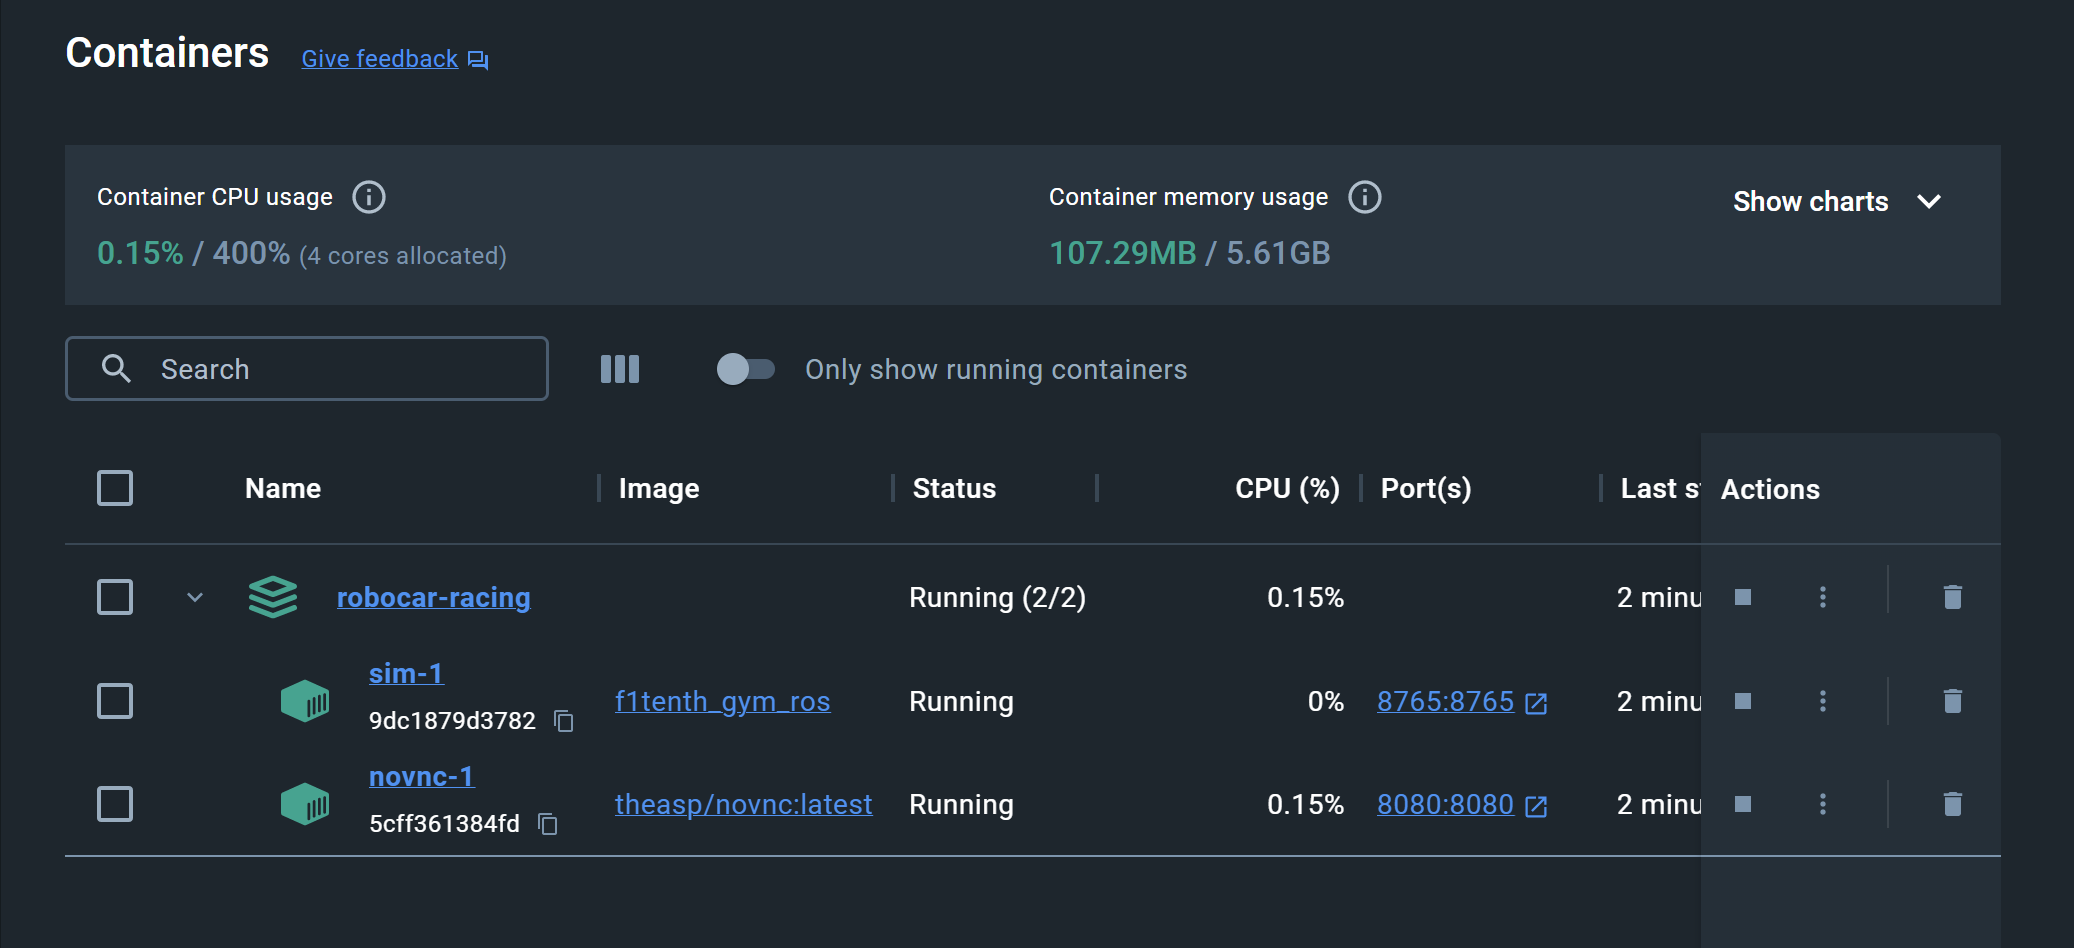 Containers Give feedback
Container CPU usage
0.15% / 400% (4 cores allocated)
Container memory usage
107.29MB / 5.61GB
Show charts
Search
Only show running containers
Name Image Status CPU (%) Port(s) Last s Actions
robocar-racing Running (2/2) 0.15% 2 minu
sim-1
9dc1879d3782
f1tenth_gym_ros Running 0% 8765:8765 2 minu
novnc-1
5cff361384fd
theasp/novnc:latest Running 0.15% 8080:8080 2 minu